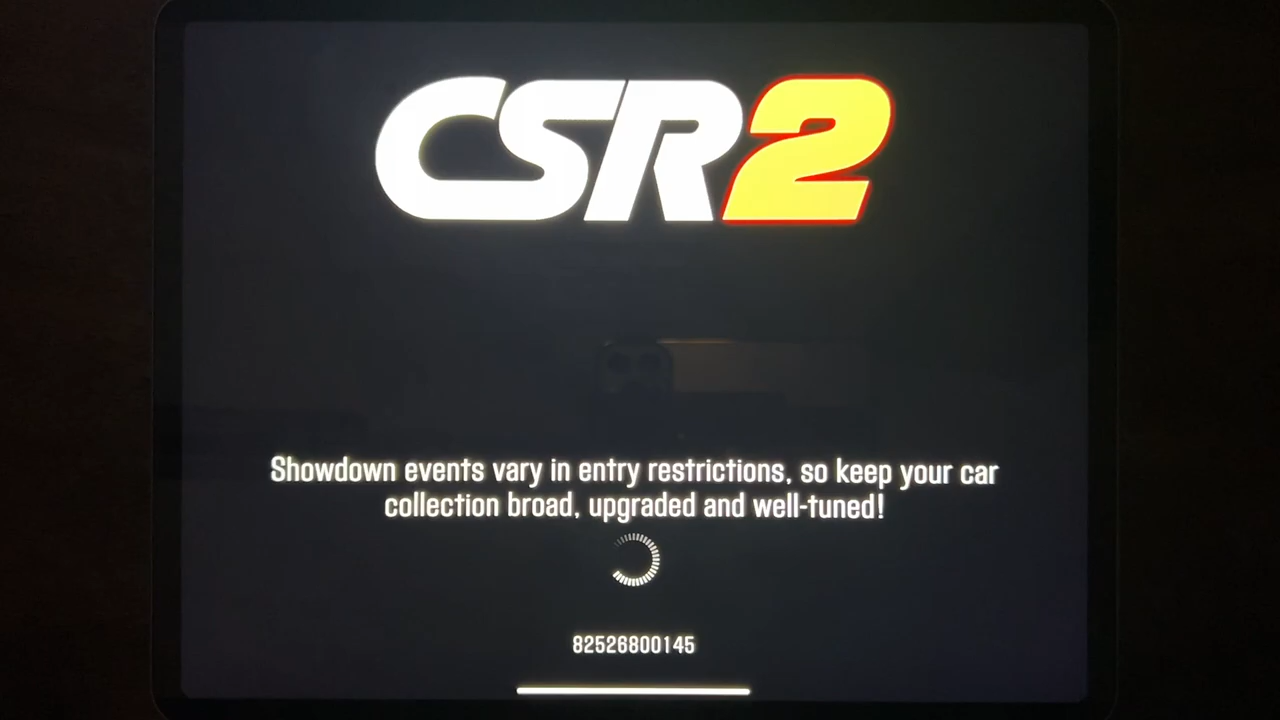 CSR2
Showdown events vary in entry restrictions, so keep your car
collection broad, upgraded and well-tuned!
82526800145